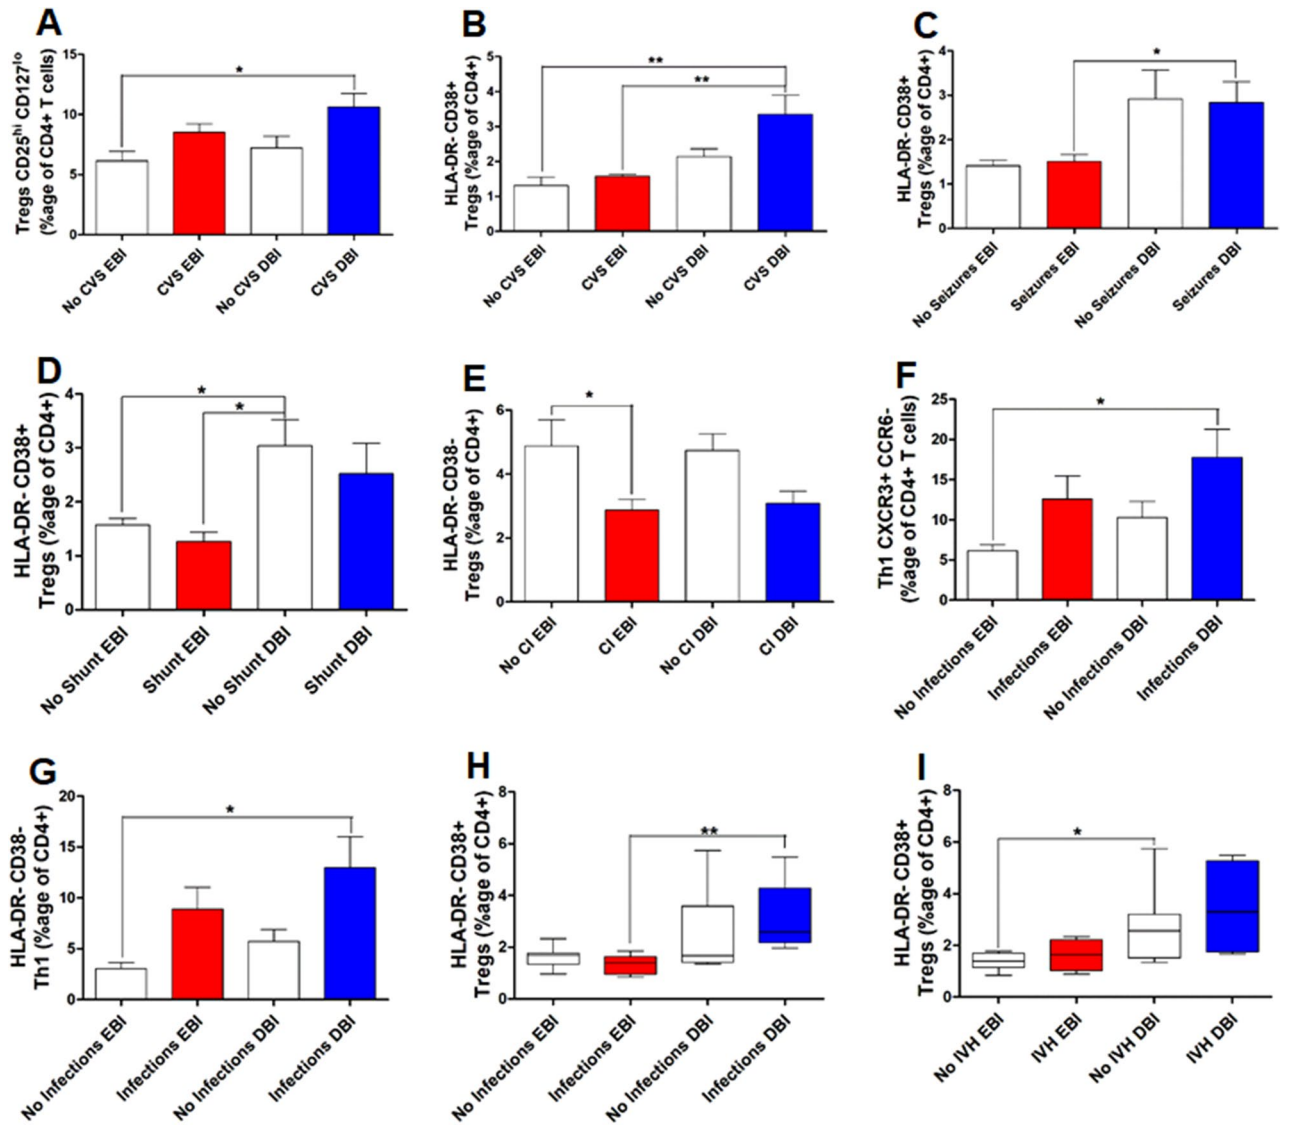 A
Tregs CD25hi CD127lo
(%age of CD4+ T cells)
15
10
5
0
*
No CVS EBI
CVS EBI
No CVS DBI
CVS DBI
B
HLA-DR- CD38+
Tregs (%age of CD4+)
5
4
3
2
1
0
**
**
No CVS EBI
CVS EBI
No CVS DBI
CVS DBI
C
HLA-DR- CD38+
Tregs (%age of CD4+)
4
3
2
1
0
*
No Seizures EBI
Seizures EBI
No Seizures DBI
Seizures DBI
D
HLA-DR- CD38+
Tregs (%age of CD4+)
4
3
2
1
0
*
*
No Shunt EBI
Shunt EBI
No Shunt DBI
Shunt DBI
E
HLA-DR- CD38-
Tregs (%age of CD4+)
6
4
2
0
*
No CI EBI
CI EBI
No CI DBI
CI DBI
F
Th1 CXCR3+ CCR6-
(%age of CD4+ T cells)
25
20
15
10
5
0
*
No Infections EBI
Infections EBI
No Infections DBI
Infections DBI
G
HLA-DR- CD38-
Th1 (%age of CD4+)
20
15
10
5
0
*
No Infections EBI
Infections EBI
No Infections DBI
Infections DBI
H
HLA-DR- CD38+
Tregs (%age of CD4+)
8
6
4
2
0
**
No Infections EBI
Infections EBI
No Infections DBI
Infections DBI
I
HLA-DR- CD38+
Tregs (%age of CD4+)
8
6
4
2
0
*
No IVH EBI
IVH EBI
No IVH DBI
IVH DBI